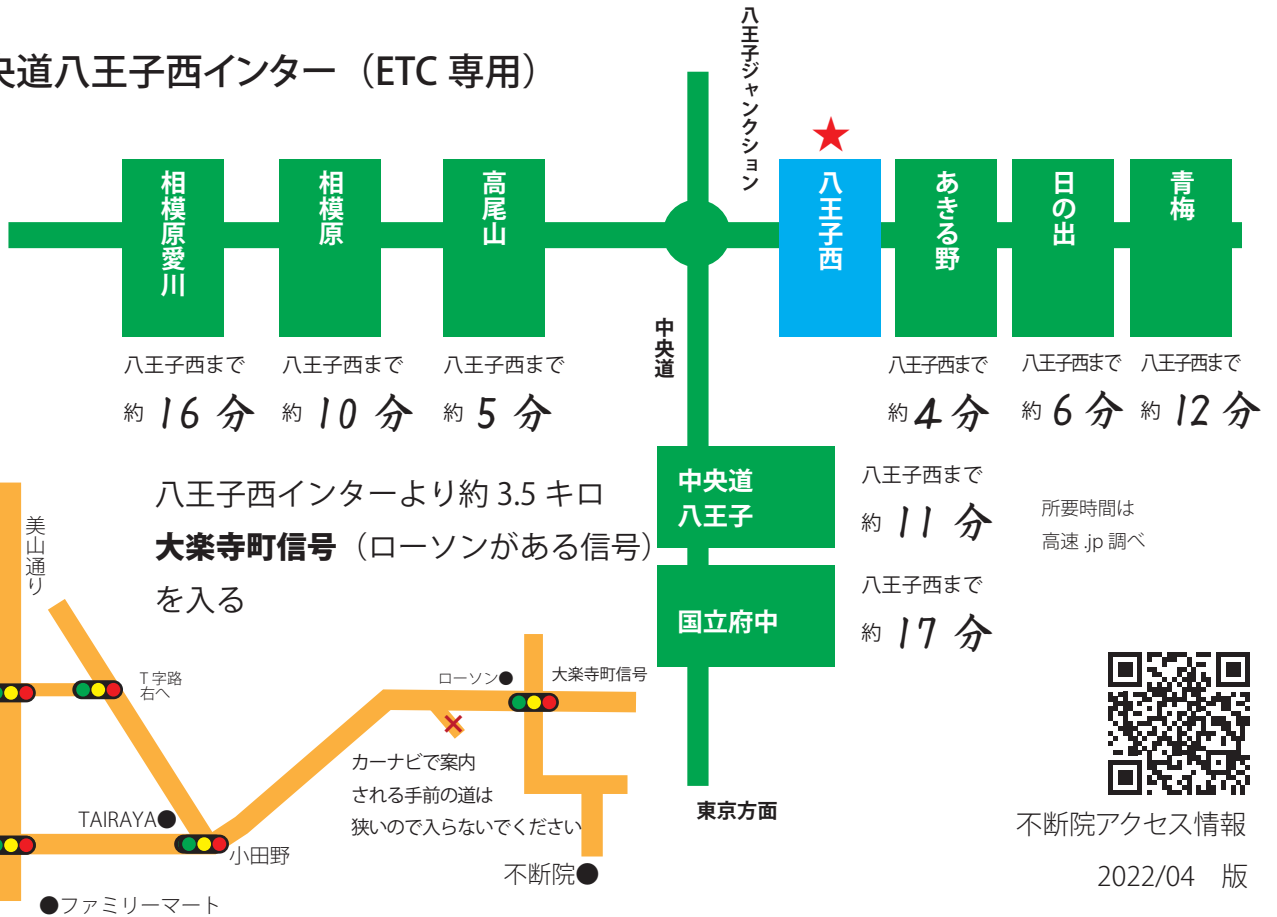 央道八王子西インター（ETC 専用）
八王子ジャンクション
相模原愛川
相模原
高尾山
八王子西
あきる野
日の出
青梅
八王子西まで
約 16 分
八王子西まで
約 10 分
八王子西まで
約 5 分
中央道
八王子西まで
約 4 分
八王子西まで
約 6 分
八王子西まで
約 12 分
八王子西インターより約 3.5 キロ
大楽寺町信号（ローソンがある信号）
を入る
中央道
八王子
八王子西まで
約 11 分
所要時間は
高速 .jp 調べ
国立府中
八王子西まで
約 17 分
東京方面
美山通り
T 字路
右へ
ローソン●
大楽寺町信号
カーナビで案内
される手前の道は
狭いので入らないでください
TAIRAYA●
小田野
不断院●
●ファミリーマート
不断院アクセス情報
2022/04　版